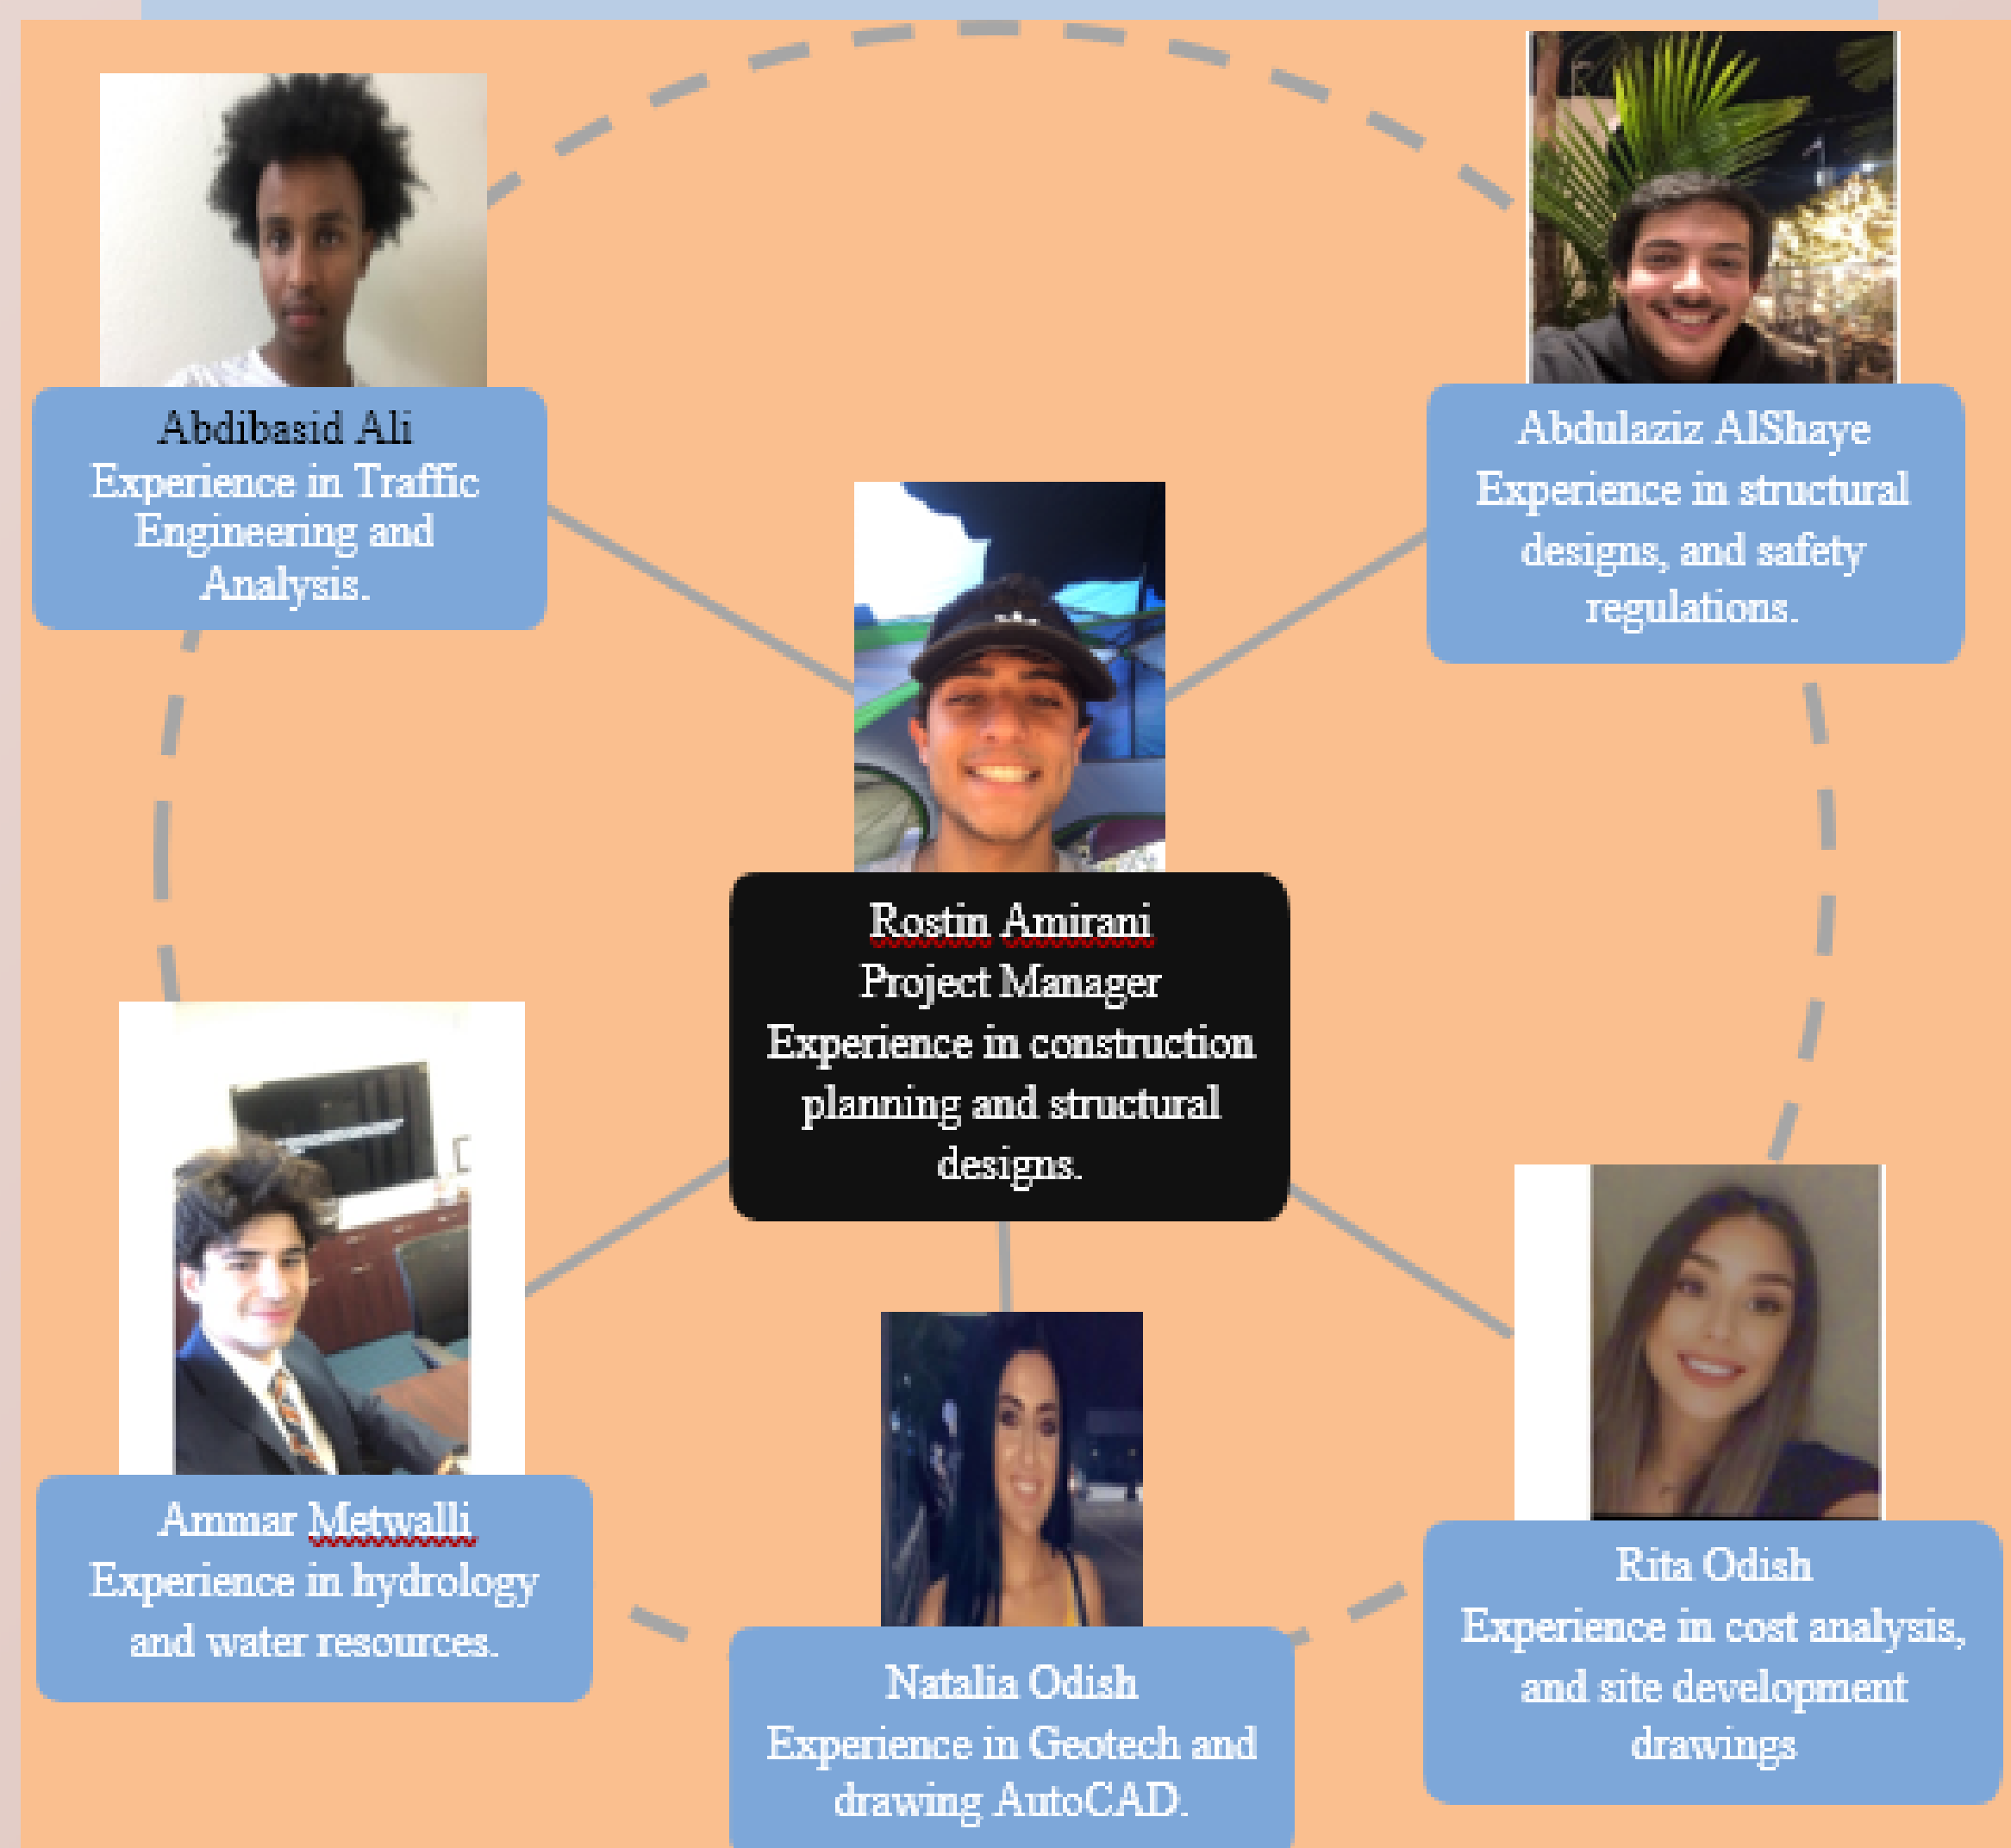 Abdibasid Ali
Experience in Traffic
Engineering and
Analysis.
Abdulaziz AlShaye
Experience in structural
designs, and safety
regulations.
Rostin Amirani
Project Manager
Experience in construction
planning and structural
designs.
Ammar Metwalli
Experience in hydrology
and water resources.
Natalia Odish
Experience in Geotech and
drawing AutoCAD.
Rita Odish
Experience in cost analysis,
and site development
drawings